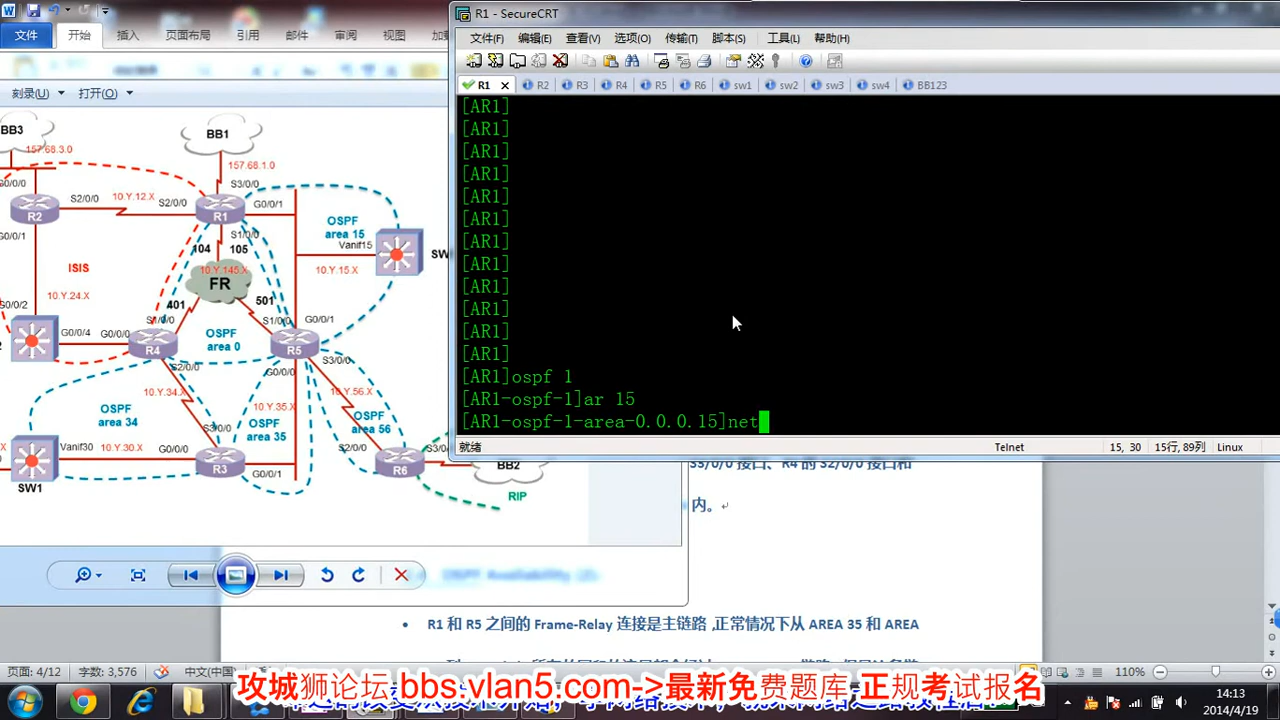 R1 - SecureCRT
文件 开始 插入 页面布局 引用 邮件 审阅 视图
文件(F) 编辑(E) 查看(V) 选项(O) 传输(T) 脚本(S) 工具(L) 帮助(H)
R1 R2 R3 R4 R5 R6 sw1 sw2 sw3 sw4 BB123
刻录(U) 打开(O)
[AR1]
[AR1]
[AR1]
[AR1]
[AR1]
[AR1]
[AR1]
[AR1]
[AR1]
[AR1]
[AR1]
[AR1]
[AR1]ospf 1
[AR1-ospf-1]ar 15
[AR1-ospf-1-area-0.0.0.15]net
就绪 Telnet 15, 30 15行, 89列 Linux
BB3 BB1
157.68.3.0
157.68.1.0
G0/0/0 S3/0/0
S2/0/0 10.Y.12.X S2/0/0 G0/0/1
R2 R1
OSPF
area 15
G0/0/1 S1/0/0 Vanif15
104 105
10.Y.145.X 10.Y.15.X
ISIS FR
10.Y.24.X 401 501
S1/0/0 S1/0/0 G0/0/1
G0/0/4 G0/0/0
R4 R5
OSPF
area 0
S2/0/0 G0/0/0 S3/0/0
10.Y.34.X 10.Y.35.X 10.Y.56.X
OSPF
area 34
OSPF
area 35
OSPF
area 56
S3/0/0 S2/0/0
Vanif30 10.Y.30.X G0/0/0
SW1 R3 G0/0/1 R6
BB2
RIP
接口、R4 的 S2/0/0 接口和
内。
R1 和 R5 之间的 Frame-Relay 连接是主链路 ,正常情况下从 AREA 35 和 AREA
页面: 4/12 字数: 3,576 中文(中国) 110%
攻城狮论坛 bbs.vlan5.com->最新免费题库 正规考试报名
14:13
2014/4/19